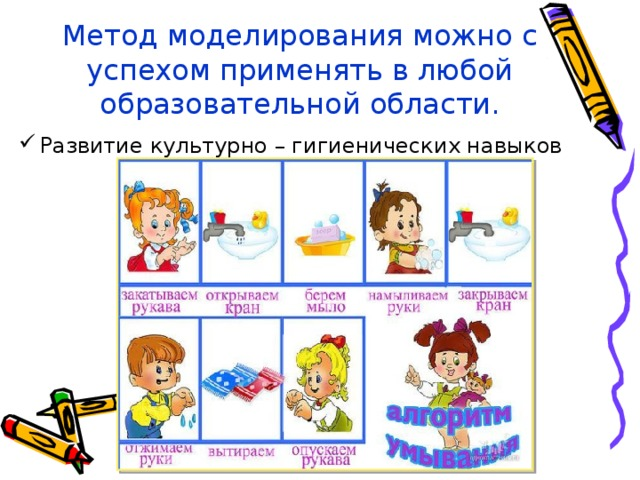 Метод моделирования можно с
успехом применять в любой
образовательной области.
Развитие культурно – гигиенических навыков
закатываем
рукава
открываем
кран
берем
мыло
намыливаем
руки
закрываем
кран
отжимаем
руки
вытираем
опускаем
рукава
алгоритм
умывания